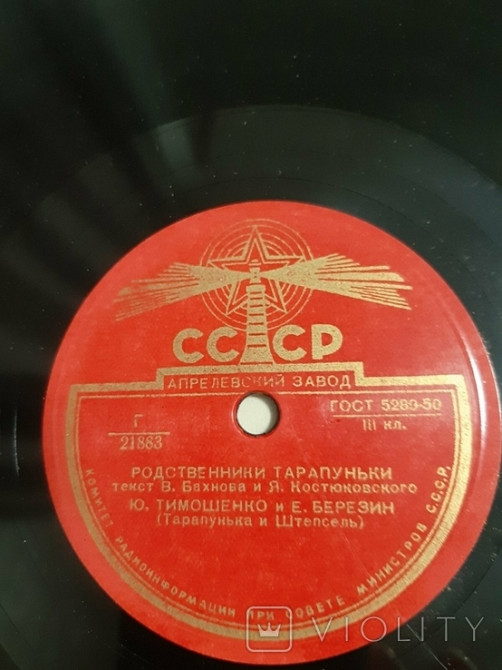 СССР
АПРЕЛЕВСКИЙ ЗАВОД
Г
21883
ГОСТ 5289-50
III кл.
РОДСТВЕННИКИ ТАРАПУНЬКИ
текст В. Бахнова и Я. Костюковского
Ю. ТИМОШЕНКО и Е. БЕРЕЗИН
(Тарапунька и Штепсель)
КОМИТЕТ РАДИОИНФОРМАЦИИ ПРИ СОВЕТЕ МИНИСТРОВ С.С.С.Р.
VIOLITY